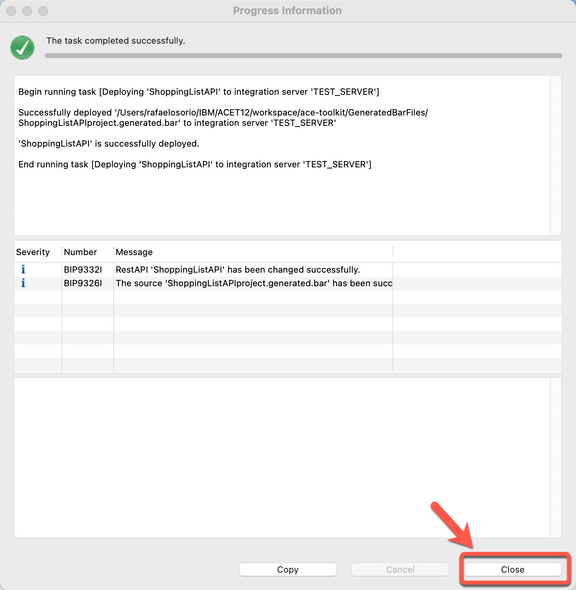 Progress Information
The task completed successfully.
Begin running task [Deploying 'ShoppingListAPI' to integration server 'TEST_SERVER']
Successfully deployed '/Users/rafaelosorio/IBM/ACET12/workspace/ace-toolkit/GeneratedBarFiles/
ShoppingListAPIproject.generated.bar' to integration server 'TEST_SERVER'
'ShoppingListAPI' is successfully deployed.
End running task [Deploying 'ShoppingListAPI' to integration server 'TEST_SERVER']
Severity Number Message
BIP9332I RestAPI 'ShoppingListAPI' has been changed successfully.
BIP9326I The source 'ShoppingListAPIproject.generated.bar' has been succ
Copy Cancel Close